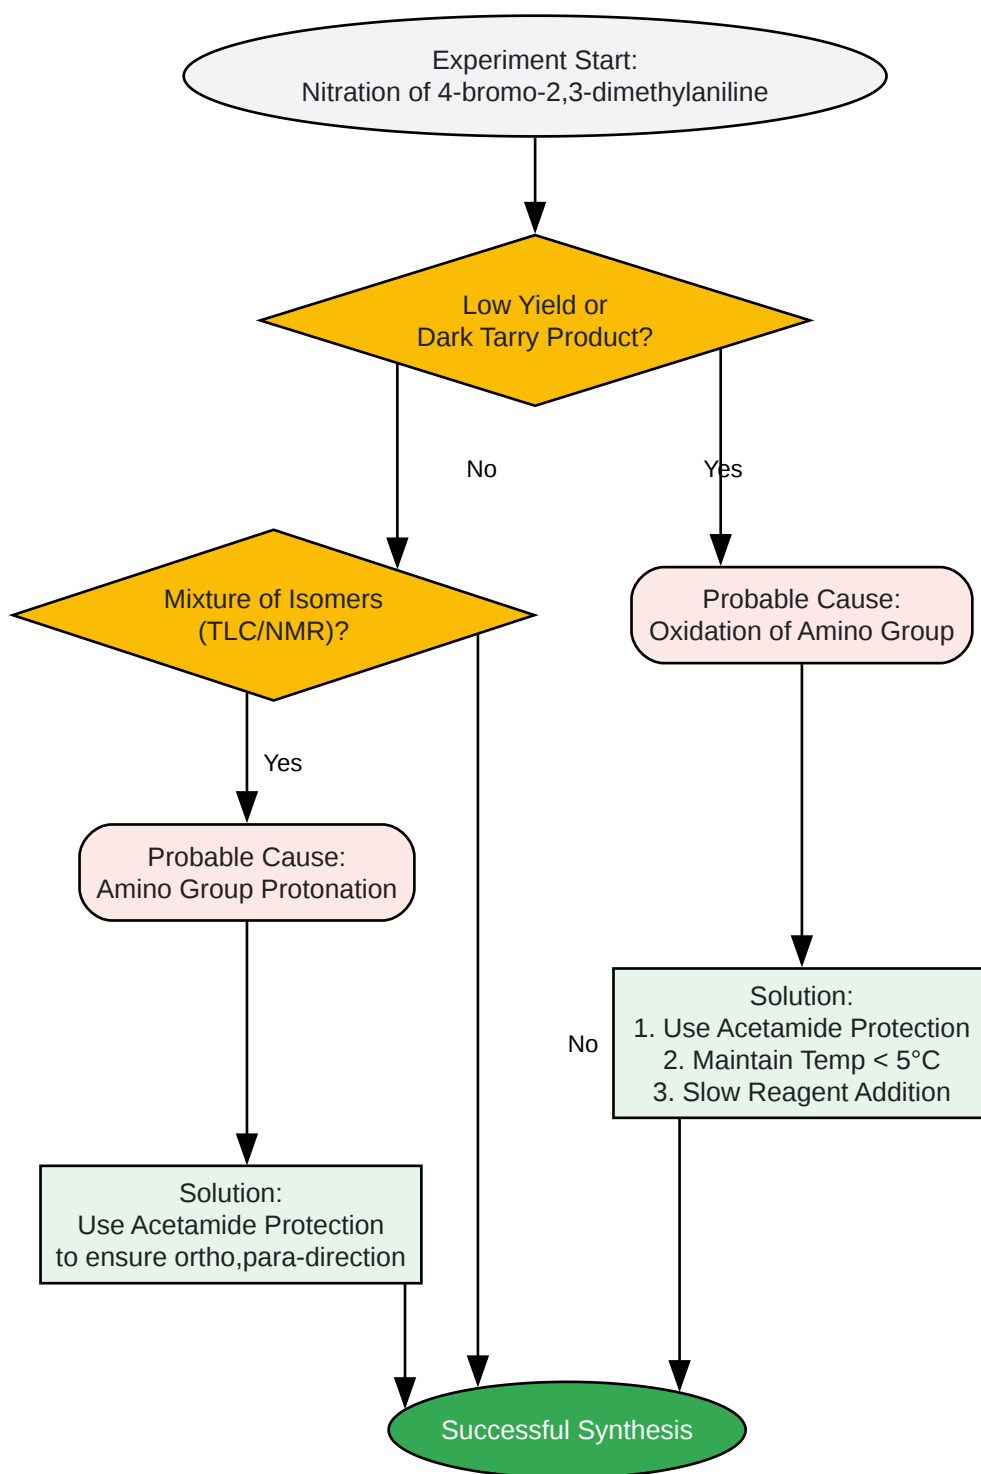 Experiment Start:
Nitration of 4-bromo-2,3-dimethylaniline
Low Yield or
Dark Tarry Product?
No
Yes
Mixture of Isomers
(TLC/NMR)?
Probable Cause:
Oxidation of Amino Group
Yes
Probable Cause:
Amino Group Protonation
Solution:
1. Use Acetamide Protection
2. Maintain Temp < 5°C
3. Slow Reagent Addition
No
Solution:
Use Acetamide Protection
to ensure ortho,para-direction
Successful Synthesis